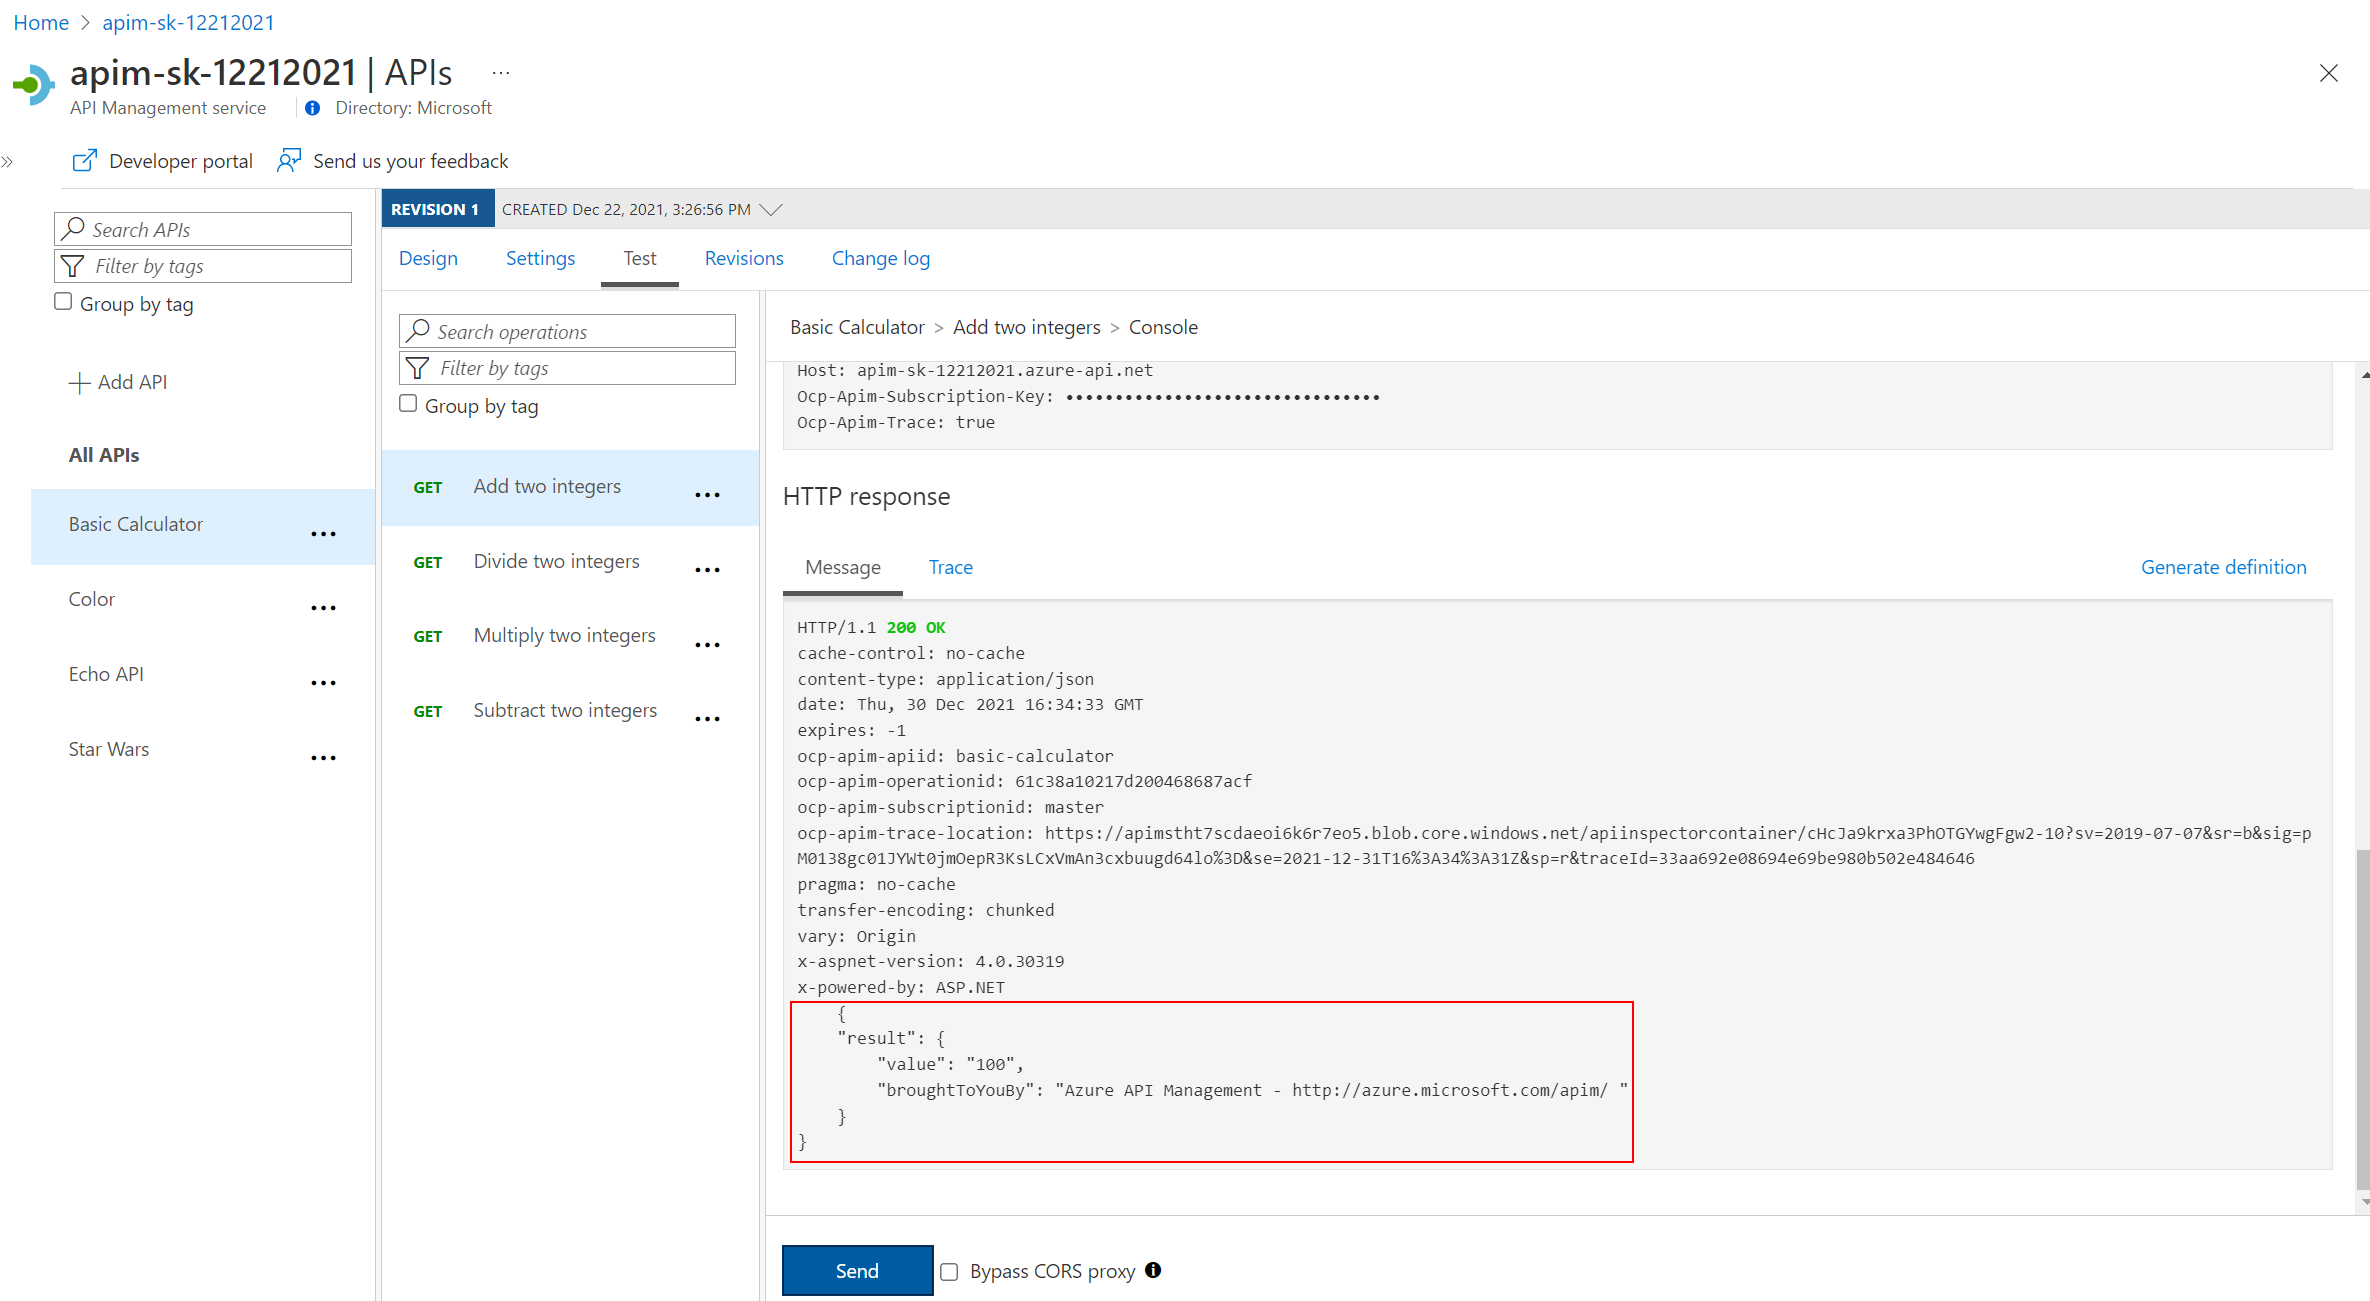 Home > apim-sk-12212021
apim-sk-12212021 | APIs ...
API Management service
Directory: Microsoft
Developer portal
Send us your feedback
Search APIs
Filter by tags
Group by tag
+ Add API
All APIs
Basic Calculator ...
Color ...
Echo API ...
Star Wars ...
REVISION 1 CREATED Dec 22, 2021, 3:26:56 PM
Design Settings Test Revisions Change log
Search operations
Filter by tags
Group by tag
GET Add two integers ...
GET Divide two integers ...
GET Multiply two integers ...
GET Subtract two integers ...
Basic Calculator > Add two integers > Console
Host: apim-sk-12212021.azure-api.net
Ocp-Apim-Subscription-Key: ••••••••••••••••••••••••••••••••
Ocp-Apim-Trace: true
HTTP response
Message Trace Generate definition
HTTP/1.1 200 OK
cache-control: no-cache
content-type: application/json
date: Thu, 30 Dec 2021 16:34:33 GMT
expires: -1
ocp-apim-apiid: basic-calculator
ocp-apim-operationid: 61c38a10217d200468687acf
ocp-apim-subscriptionid: master
ocp-apim-trace-location: https://apimstht7scdaeoi6k6r7eo5.blob.core.windows.net/apiinspectorcontainer/cHcJa9krxa3PhOTGYwgFgw2-10?sv=2019-07-07&sr=b&sig=p
M0138gc01JYWt0jmOepR3KsLCxVmAn3cxbuugd64lo%3D&se=2021-12-31T16%3A34%3A31Z&sp=r&traceId=33aa692e08694e69be980b502e484646
pragma: no-cache
transfer-encoding: chunked
vary: Origin
x-aspnet-version: 4.0.30319
x-powered-by: ASP.NET
{
"result": {
"value": "100",
"broughtToYouBy": "Azure API Management - http://azure.microsoft.com/apim/ "
}
}
Send
Bypass CORS proxy